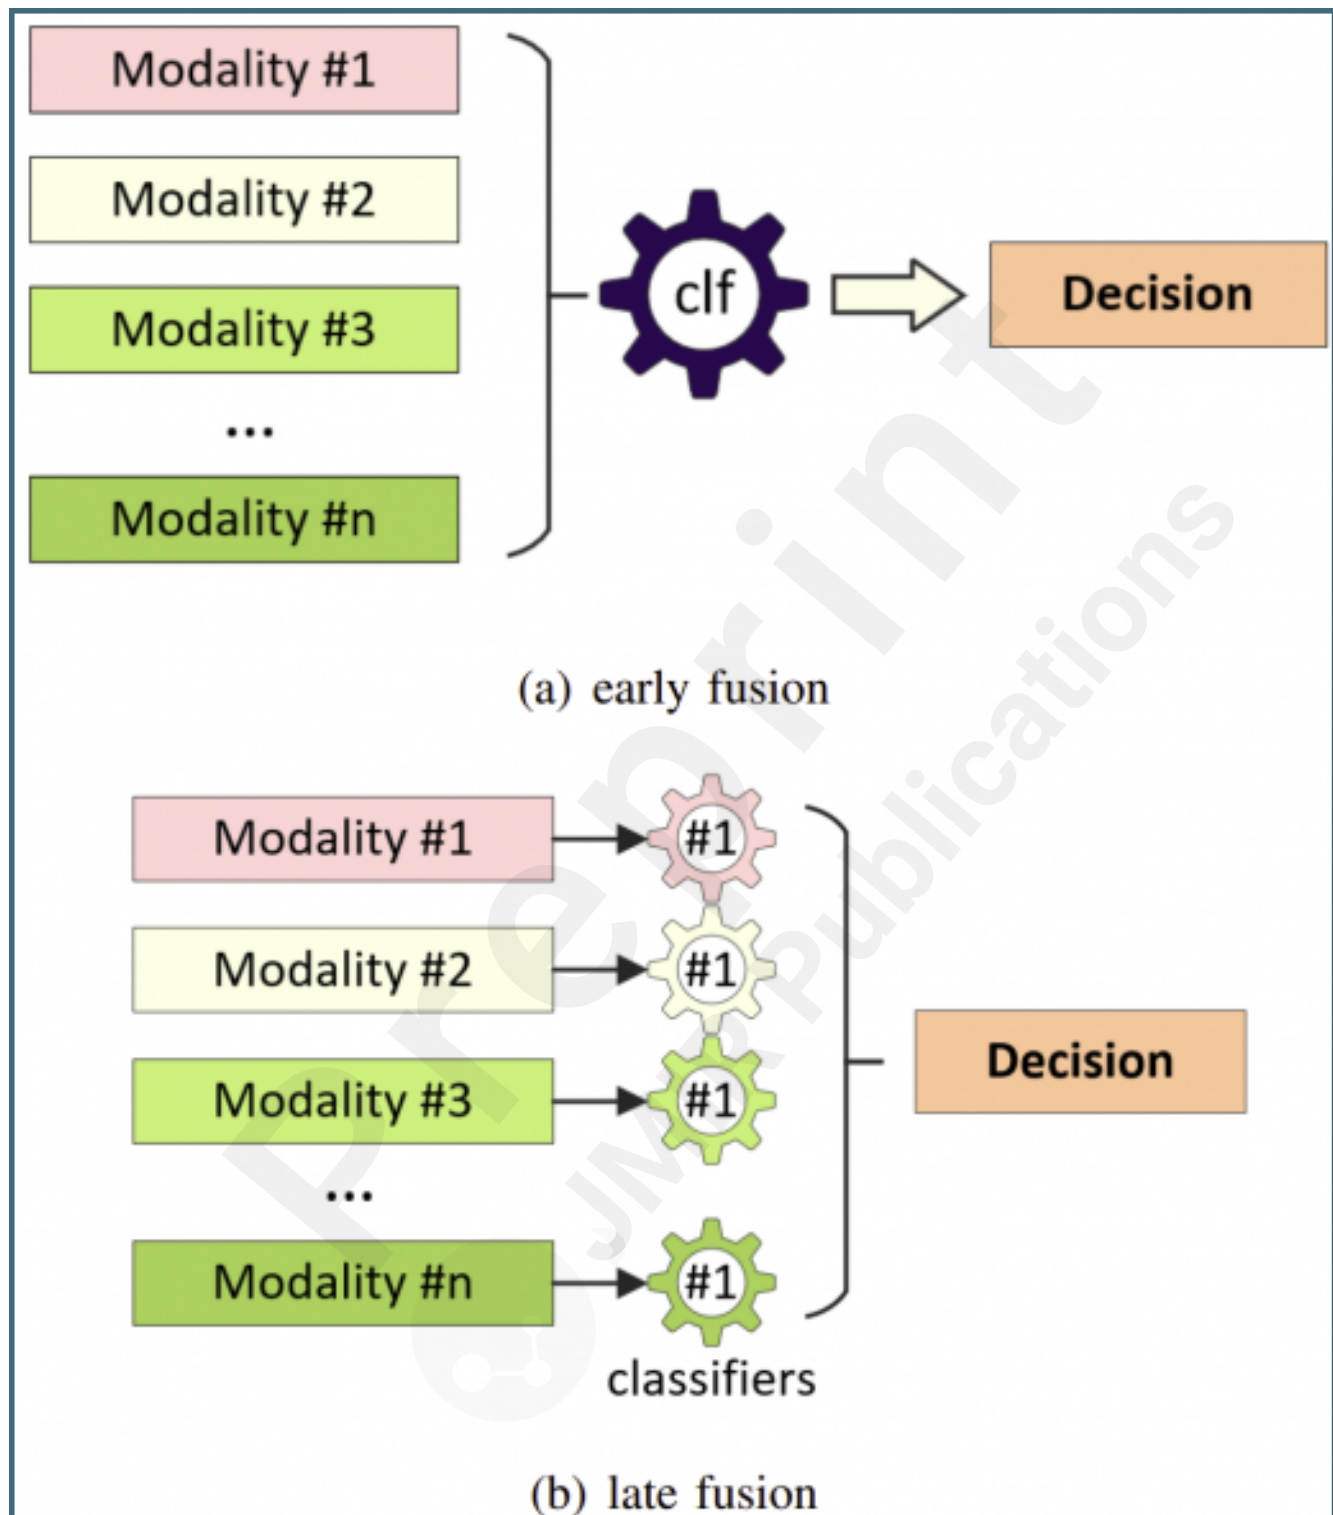 Modality #1
Modality #2
Modality #3
...
Modality #n
clf
Decision
(a) early fusion
Modality #1
#1
Modality #2
#1
Modality #3
#1
...
Modality #n
#1
classifiers
Decision
(b) late fusion
Preprint
JMIR Publications